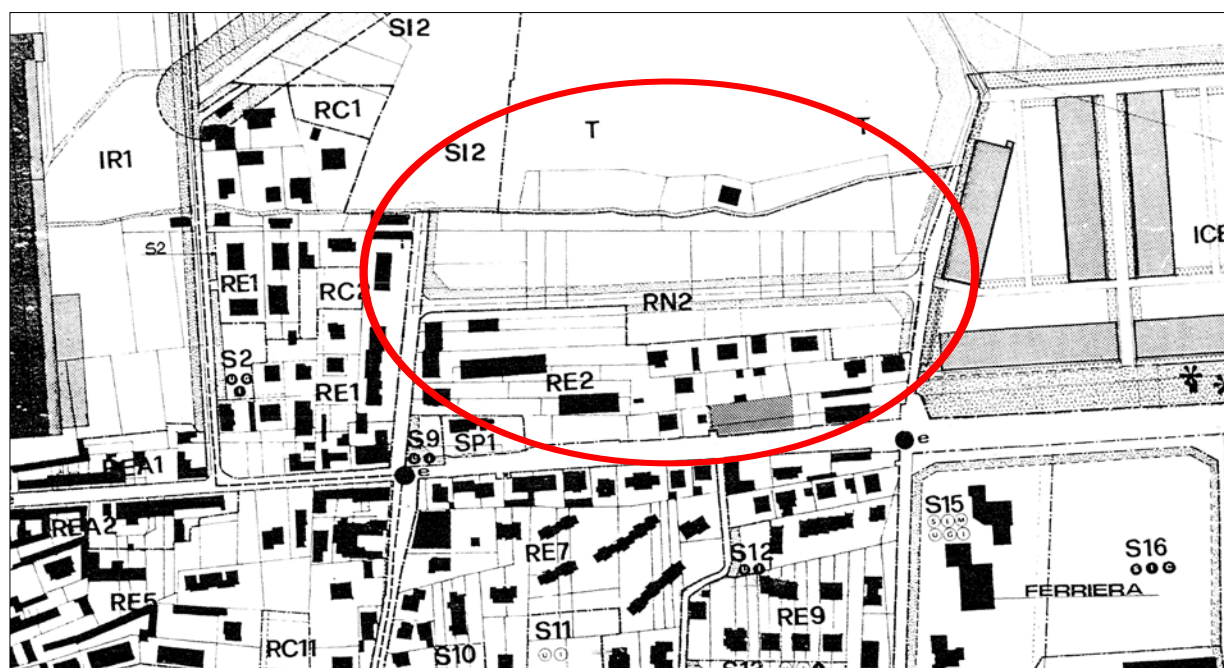 SI2
RC1
T
T
SI2
IR1
ICE
S2
RE1
RC2
RN2
S2
RE2
RE1
S9
SP1
e
REA1
e
S15
S E M
U G I
REA2
RE7
S12
S16
FERRIERA
RE5
RE9
S11
RC11
S10
U I